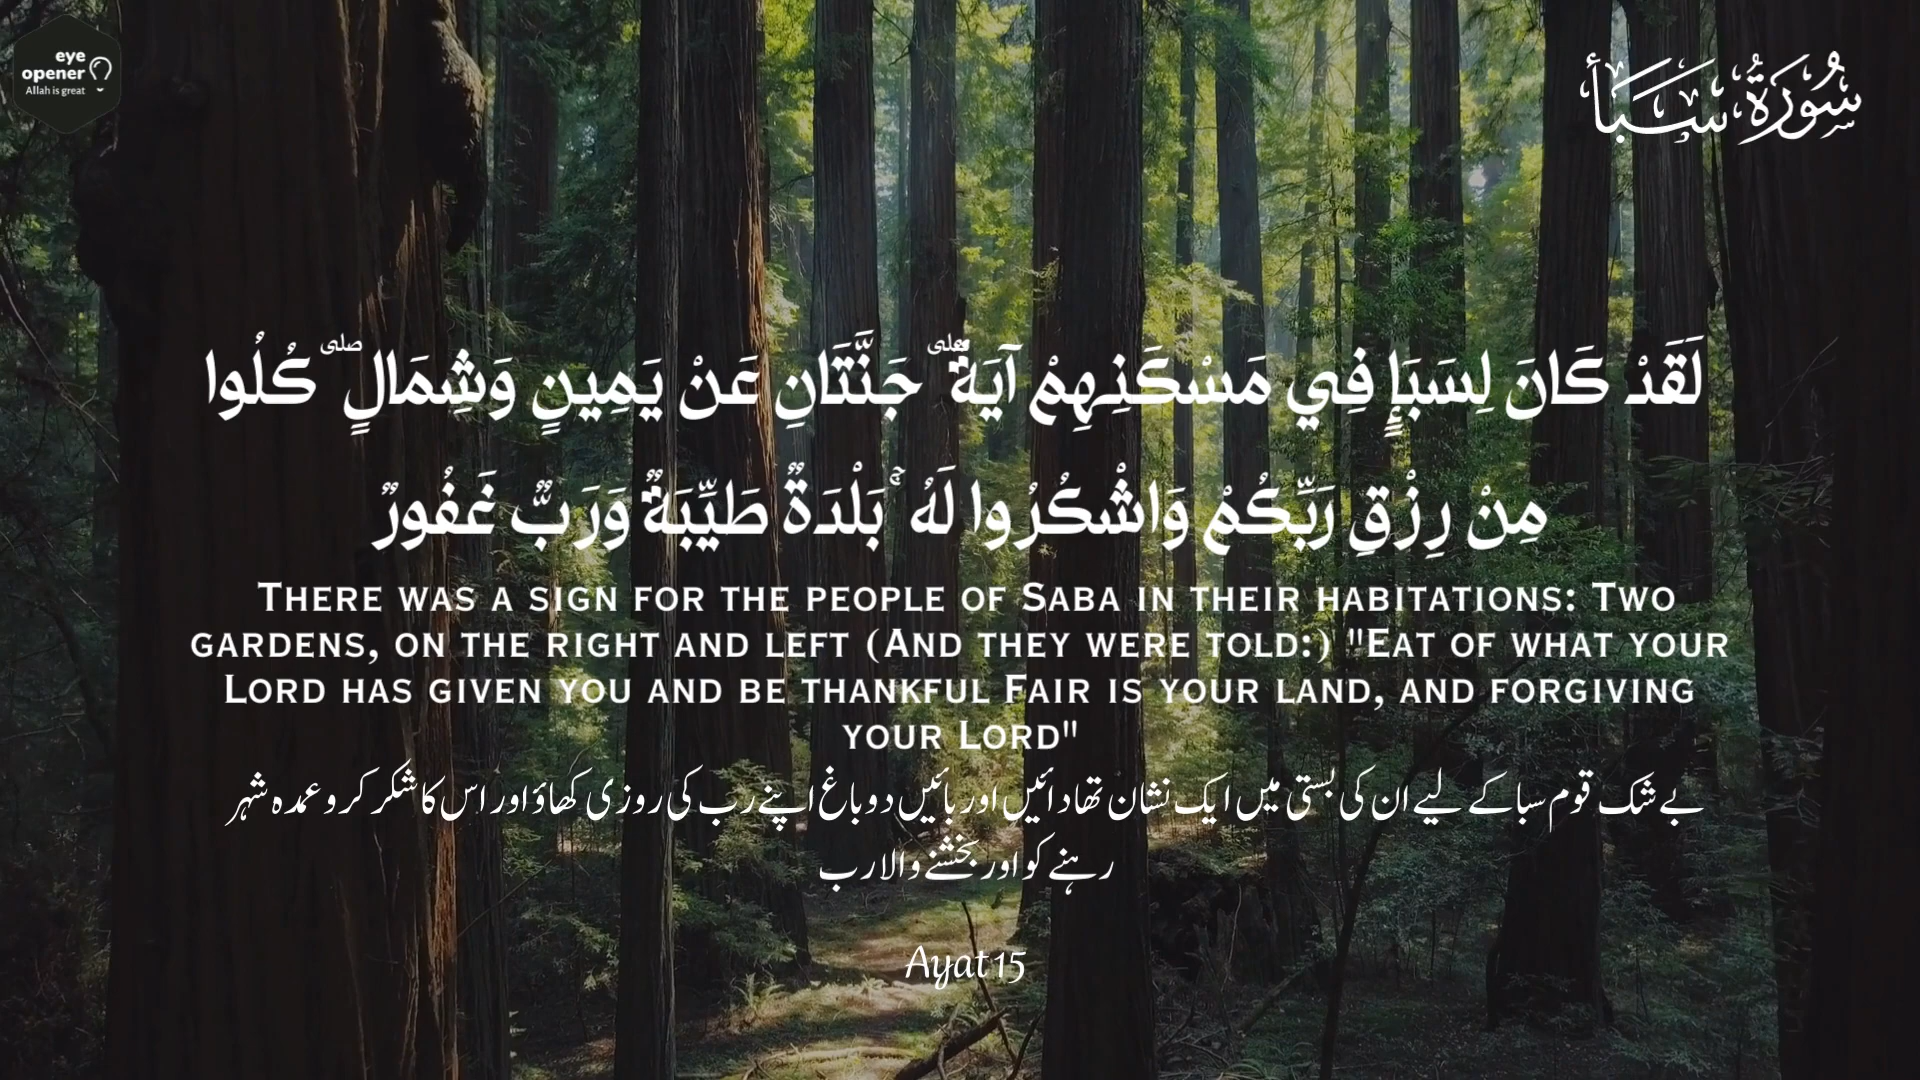 eye
opener
Allah is great
سُورَةُ سَبَأ
لَقَدْ كَانَ لِسَبَإٍ فِي مَسْكَنِهِمْ آيَةٌ ۖ جَنَّتَانِ عَنْ يَمِينٍ وَشِمَالٍ ۖ كُلُوا
مِنْ رِزْقِ رَبِّكُمْ وَاشْكُرُوا لَهُ ۚ بَلْدَةٌ طَيِّبَةٌ وَرَبٌّ غَفُورٌ
There was a sign for the people of Saba in their habitations: Two
gardens, on the right and left (And they were told:) "Eat of what your
Lord has given you and be thankful Fair is your land, and forgiving
your Lord"
بے شک قوم سبا کے لیے ان کی بستی میں ایک نشان تھا دائیں اور بائیں دو باغ اپنے رب کی روزی کھاؤ اور اس کا شکر کرو عمدہ شہر
رہنے کو اور بخشنے والا رب
Ayat 15